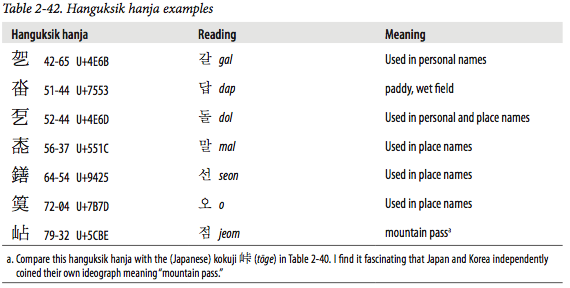 Table 2-42. Hanguksik hanja examples
Hanguksik hanja Reading Meaning
乫 42-65 U+4E6B 갈 gal Used in personal names
畓 51-44 U+7553 답 dap paddy, wet field
乭 52-44 U+4E6D 돌 dol Used in personal and place names
唜 56-37 U+551C 말 mal Used in place names
鐥 64-54 U+9425 선 seon Used in place names
筽 72-04 U+7B7D 오 o Used in place names
岾 79-32 U+5CBE 점 jeom mountain passa
a. Compare this hanguksik hanja with the (Japanese) kokuji 峠 (tōge) in Table 2-40. I find it fascinating that Japan and Korea independently
coined their own ideograph meaning “mountain pass.”